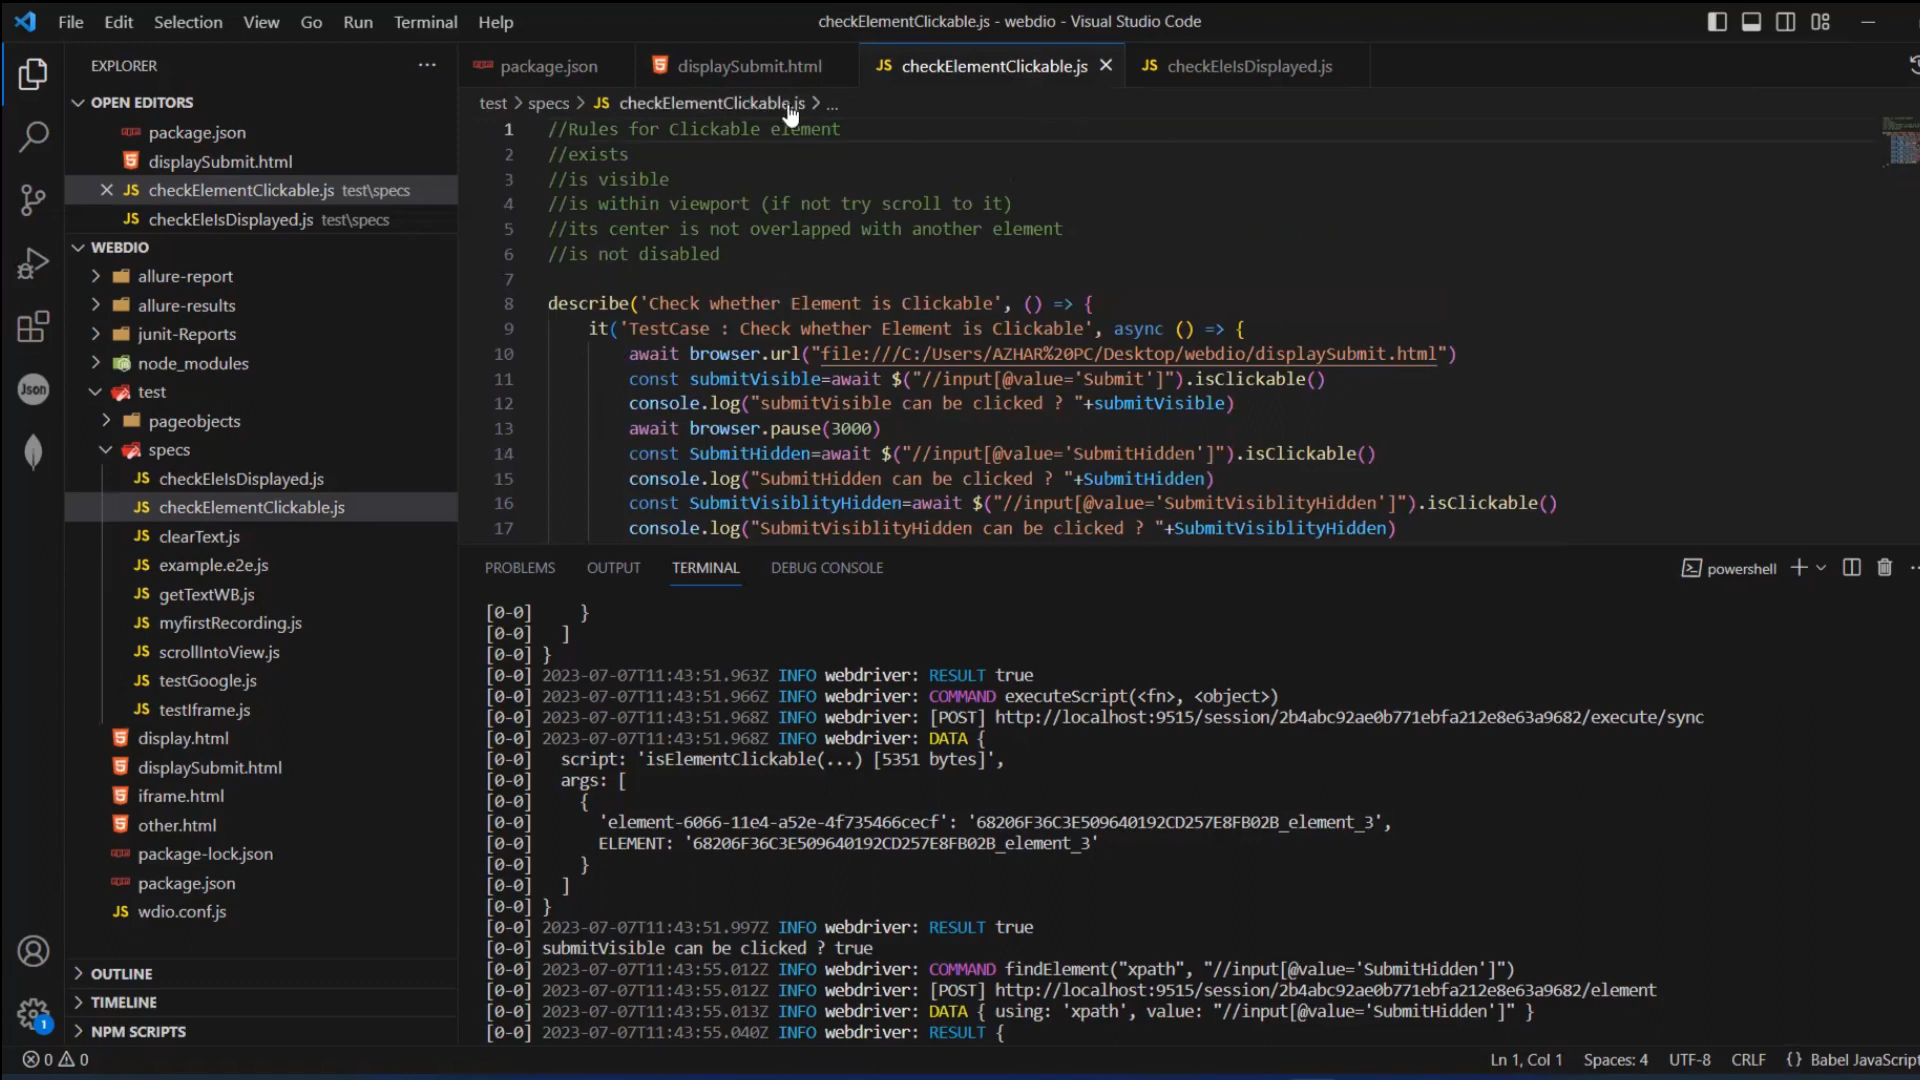 File Edit Selection View Go Run Terminal Help
checkElementClickable.js - webdio - Visual Studio Code
EXPLORER
OPEN EDITORS
package.json
displaySubmit.html
JS checkElementClickable.js test\specs
JS checkEleIsDisplayed.js test\specs
WEBDIO
allure-report
allure-results
junit-Reports
node_modules
test
pageobjects
specs
JS checkEleIsDisplayed.js
JS checkElementClickable.js
JS clearText.js
JS example.e2e.js
JS getTextWB.js
JS myfirstRecording.js
JS scrollIntoView.js
JS testGoogle.js
JS testIframe.js
display.html
displaySubmit.html
iframe.html
other.html
package-lock.json
package.json
JS wdio.conf.js
OUTLINE
TIMELINE
NPM SCRIPTS
Json
1
package.json displaySubmit.html JS checkElementClickable.js JS checkEleIsDisplayed.js
test > specs > JS checkElementClickable.js > ...
1 //Rules for Clickable element
2 //exists
3 //is visible
4 //is within viewport (if not try scroll to it)
5 //its center is not overlapped with another element
6 //is not disabled
7
8 describe('Check whether Element is Clickable', () => {
9 it('TestCase : Check whether Element is Clickable', async () => {
10 await browser.url("file:///C:/Users/AZHAR%20PC/Desktop/webdio/displaySubmit.html")
11 const submitVisible=await $("//input[@value='Submit']").isClickable()
12 console.log("submitVisible can be clicked ? "+submitVisible)
13 await browser.pause(3000)
14 const SubmitHidden=await $("//input[@value='SubmitHidden']").isClickable()
15 console.log("SubmitHidden can be clicked ? "+SubmitHidden)
16 const SubmitVisiblityHidden=await $("//input[@value='SubmitVisiblityHidden']").isClickable()
17 console.log("SubmitVisiblityHidden can be clicked ? "+SubmitVisiblityHidden)
PROBLEMS OUTPUT TERMINAL DEBUG CONSOLE
powershell
[0-0] }
[0-0] ]
[0-0] }
[0-0] 2023-07-07T11:43:51.963Z INFO webdriver: RESULT true
[0-0] 2023-07-07T11:43:51.966Z INFO webdriver: COMMAND executeScript(<fn>, <object>)
[0-0] 2023-07-07T11:43:51.968Z INFO webdriver: [POST] http://localhost:9515/session/2b4abc92ae0b771ebfa212e8e63a9682/execute/sync
[0-0] 2023-07-07T11:43:51.968Z INFO webdriver: DATA {
[0-0] script: 'isElementClickable(...) [5351 bytes]',
[0-0] args: [
[0-0] {
[0-0] 'element-6066-11e4-a52e-4f735466cecf': '68206F36C3E509640192CD257E8FB02B_element_3',
[0-0] ELEMENT: '68206F36C3E509640192CD257E8FB02B_element_3'
[0-0] }
[0-0] ]
[0-0] }
[0-0] 2023-07-07T11:43:51.997Z INFO webdriver: RESULT true
[0-0] submitVisible can be clicked ? true
[0-0] 2023-07-07T11:43:55.012Z INFO webdriver: COMMAND findElement("xpath", "//input[@value='SubmitHidden']")
[0-0] 2023-07-07T11:43:55.012Z INFO webdriver: [POST] http://localhost:9515/session/2b4abc92ae0b771ebfa212e8e63a9682/element
[0-0] 2023-07-07T11:43:55.013Z INFO webdriver: DATA { using: 'xpath', value: "//input[@value='SubmitHidden']" }
[0-0] 2023-07-07T11:43:55.040Z INFO webdriver: RESULT {
0 0
Ln 1, Col 1 Spaces: 4 UTF-8 CRLF {} Babel JavaScript